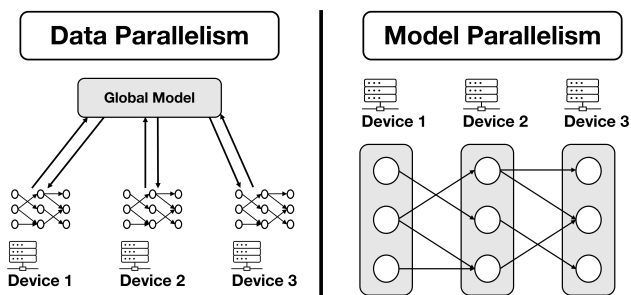 Data Parallelism
Global Model
Device 1
Device 2
Device 3
Model Parallelism
Device 1
Device 2
Device 3